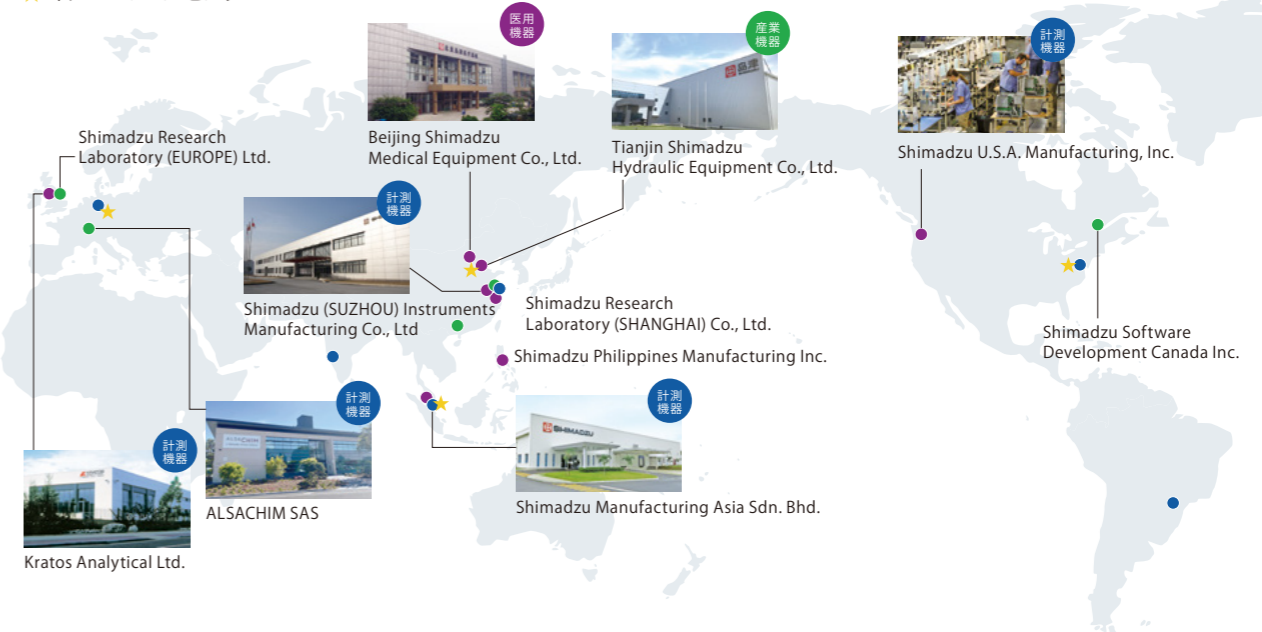 医用
機器
産業
機器
計測
機器
Beijing Shimadzu
Medical Equipment Co., Ltd.
島津
Tianjin Shimadzu
Hydraulic Equipment Co., Ltd.
Shimadzu U.S.A. Manufacturing, Inc.
Shimadzu Research
Laboratory (EUROPE) Ltd.
計測
機器
Shimadzu (SUZHOU) Instruments
Manufacturing Co., Ltd
Shimadzu Research
Laboratory (SHANGHAI) Co., Ltd.
Shimadzu Philippines Manufacturing Inc.
Shimadzu Software
Development Canada Inc.
計測
機器
ALSACHIM SAS
計測
機器
SHIMADZU
Shimadzu Manufacturing Asia Sdn. Bhd.
計測
機器
Kratos Analytical Ltd.